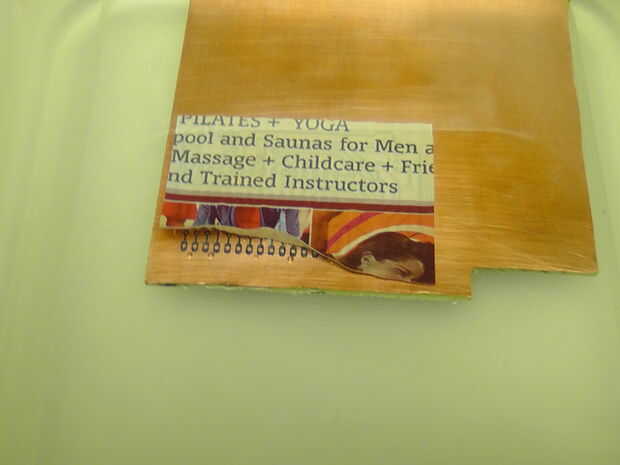 PILATES + YOGA
pool and Saunas for Men a
Massage + Childcare + Frie
nd Trained Instructors